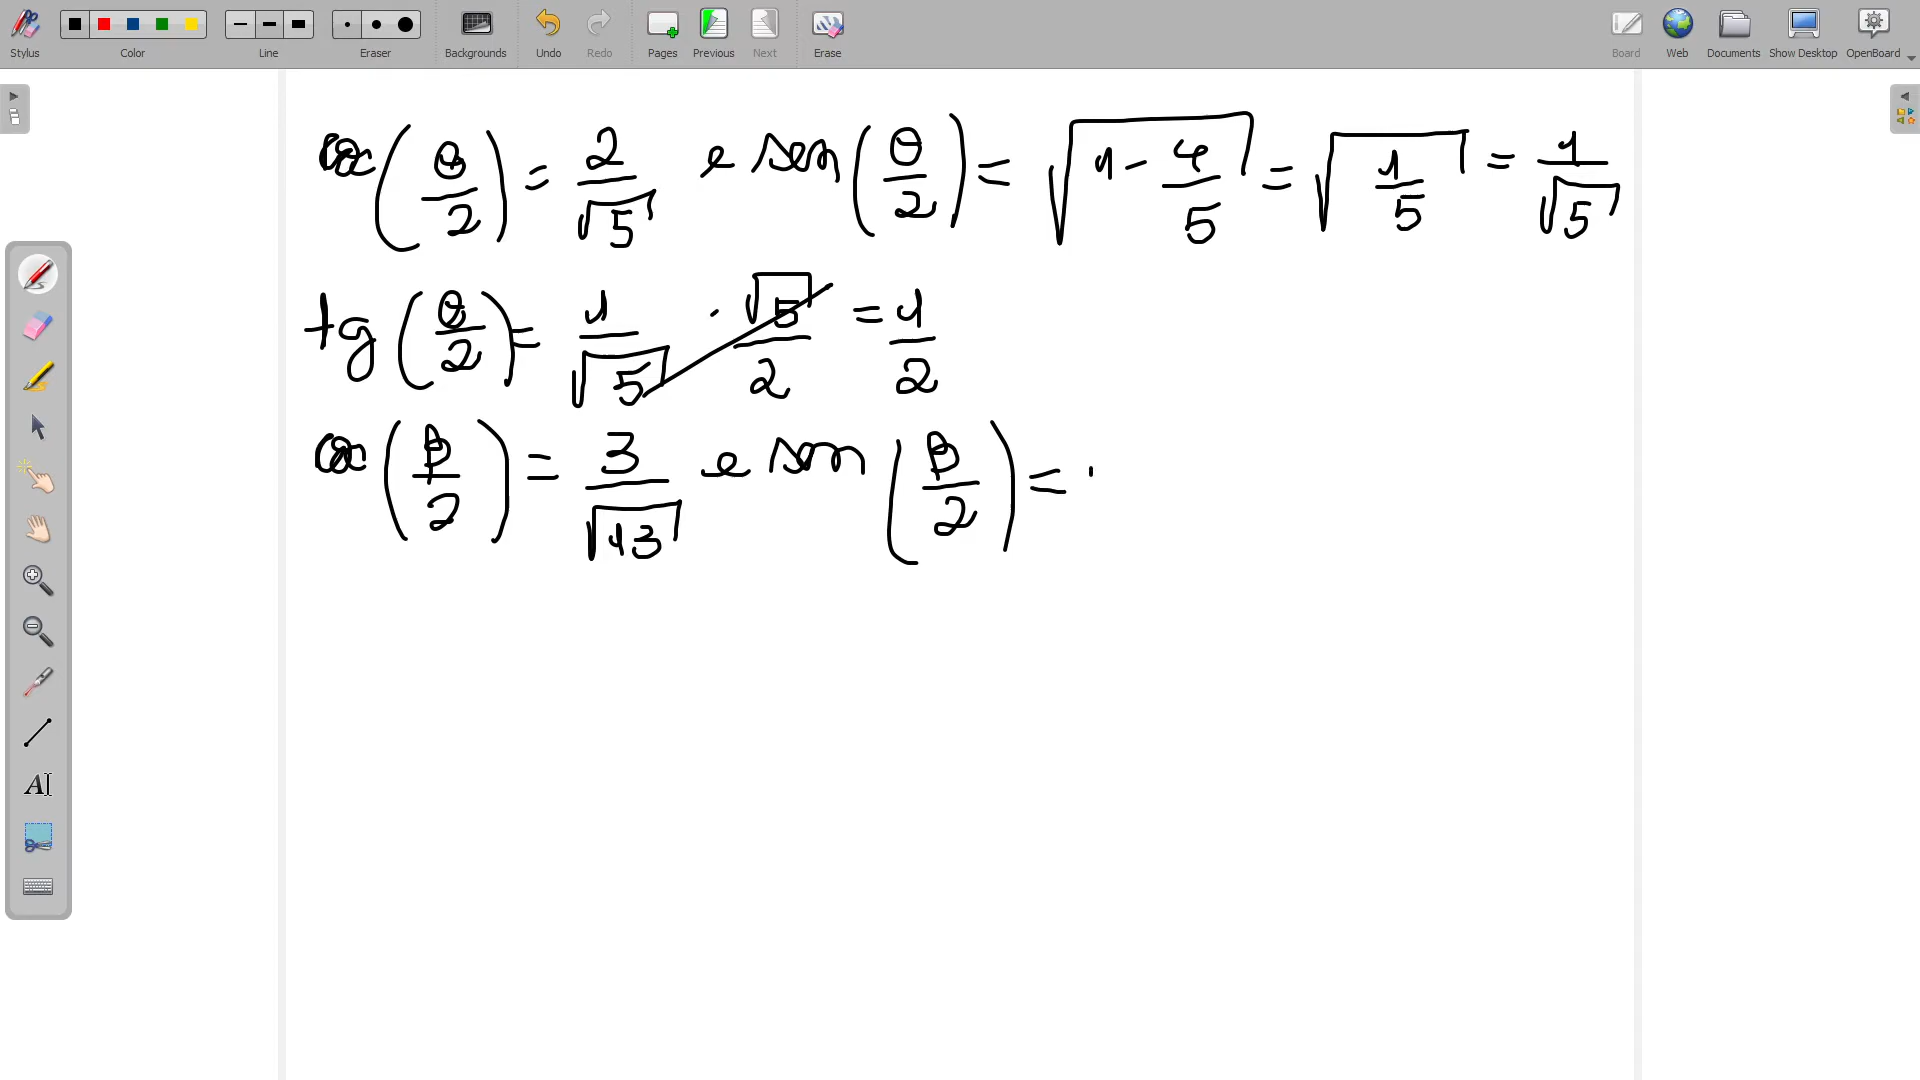 Stylus Color Line Eraser Backgrounds Undo Redo Pages Previous Next Erase Board Web Documents Show Desktop OpenBoard
cos(θ/2) = 2/√5 e sen(θ/2) = √(1 - 4/5) = √(1/5) = 1/√5
tg(θ/2) = 1/√5 · √5/2 = 1/2
cos(β/2) = 3/√13 e sen(β/2) =
AI